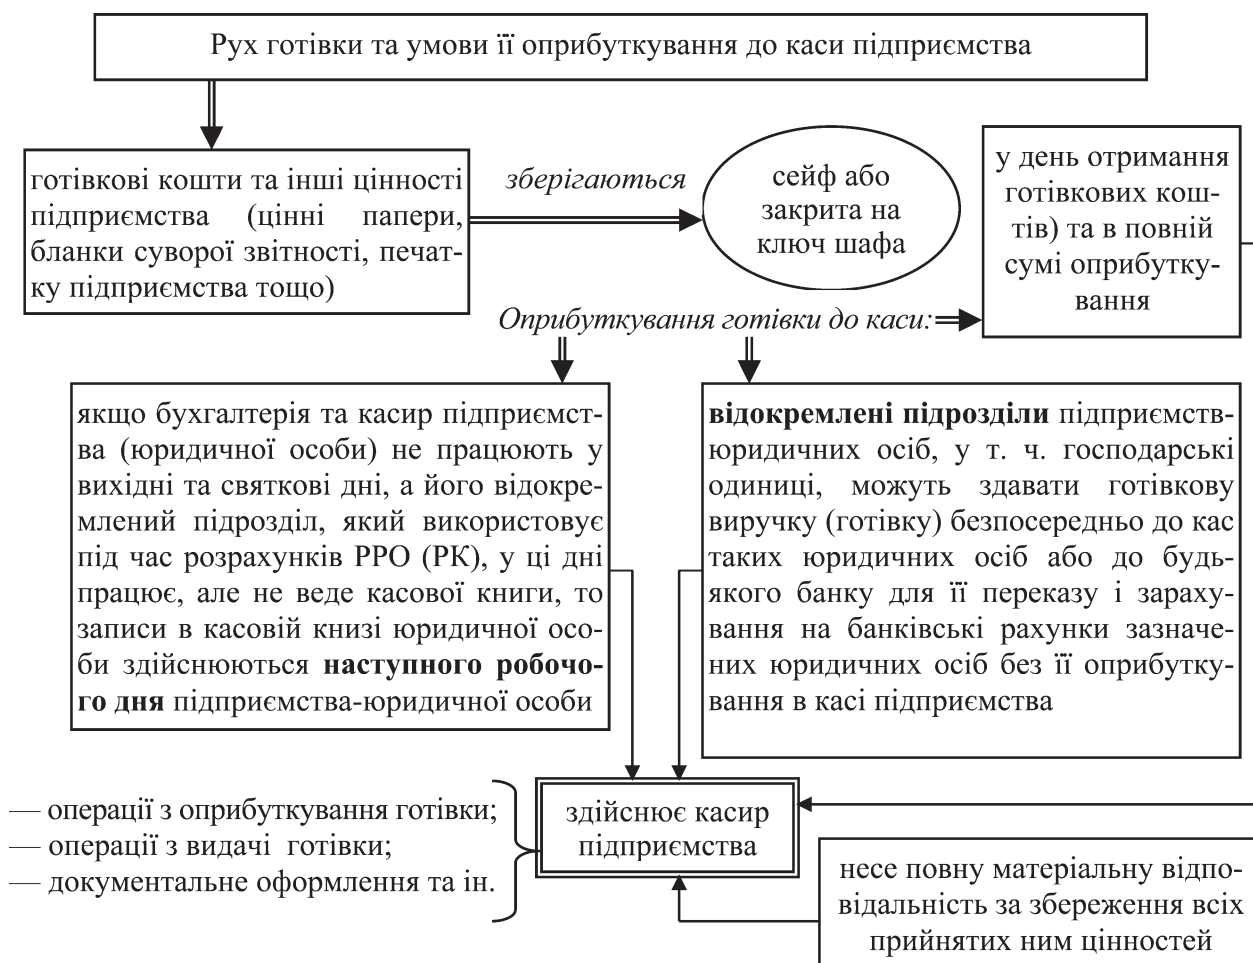 Рух готівки та умови її оприбуткування до каси підприємства
готівкові кошти та інші цінності
підприємства (цінні папери,
бланки суворої звітності, печат-
ку підприємства тощо)
зберігаються
сейф або
закрита на
ключ шафа
у день отримання
готівкових кош-
тів) та в повній
сумі оприбутку-
вання
Оприбуткування готівки до каси:
якщо бухгалтерія та касир підприємст-
ва (юридичної особи) не працюють у
вихідні та святкові дні, а його відокре-
млений підрозділ, який використовує
під час розрахунків РРО (РК), у ці дні
працює, але не веде касової книги, то
записи в касовій книзі юридичної осо-
би здійснюються наступного робочо-
го дня підприємства-юридичної особи
відокремлені підрозділи підприємств-
юридичних осіб, у т. ч. господарські
одиниці, можуть здавати готівкову
виручку (готівку) безпосередньо до кас
таких юридичних осіб або до будь-
якого банку для її переказу і зараху-
вання на банківські рахунки зазначе-
них юридичних осіб без її оприбутку-
вання в касі підприємства
— операції з оприбуткування готівки;
— операції з видачі готівки;
— документальне оформлення та ін.
здійснює касир
підприємства
несе повну матеріальну відпо-
відальність за збереження всіх
прийнятих ним цінностей